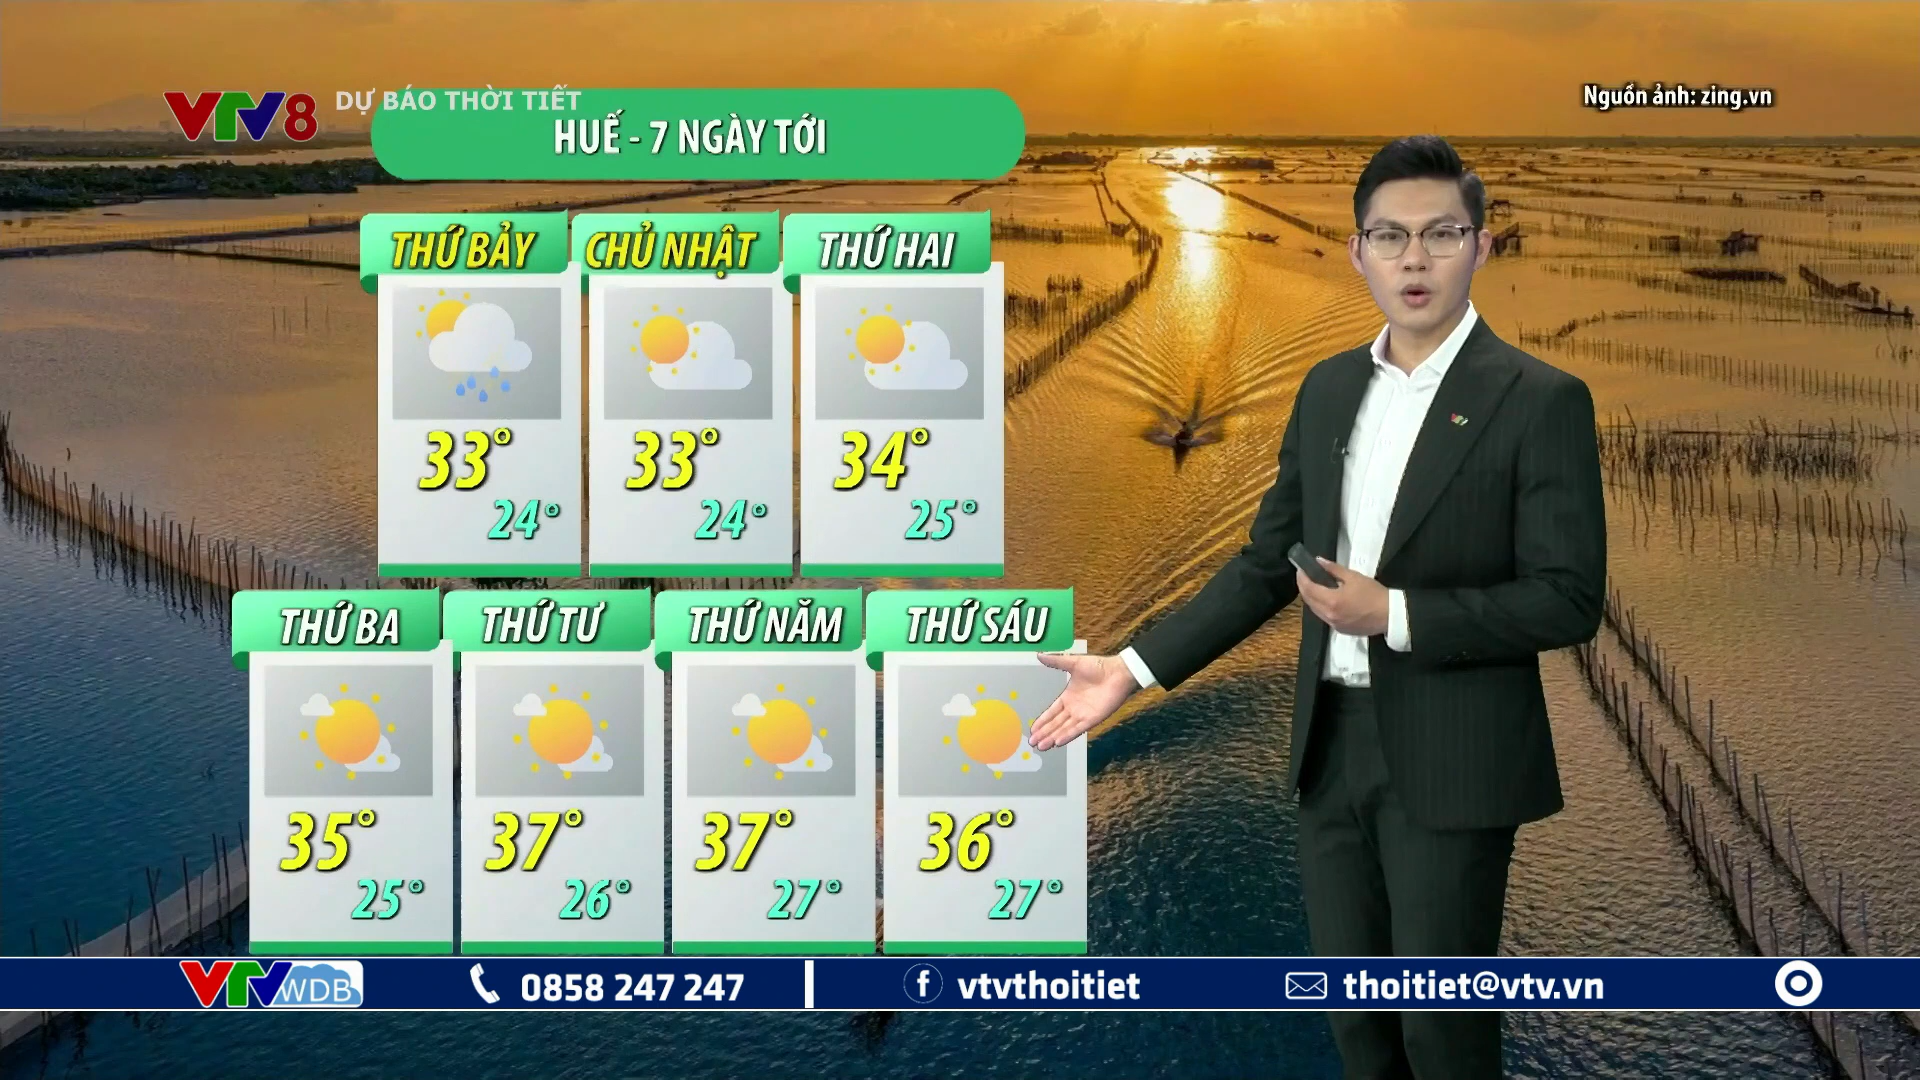 VTV8 DỰ BÁO THỜI TIẾT
Nguồn ảnh: zing.vn
HUẾ - 7 NGÀY TỚI
THỨ BẢY
33°
24°
CHỦ NHẬT
33°
24°
THỨ HAI
34°
25°
THỨ BA
35°
25°
THỨ TƯ
37°
26°
THỨ NĂM
37°
27°
THỨ SÁU
36°
27°
VTV WDB 0858 247 247 vtvthoitiet thoitiet@vtv.vn